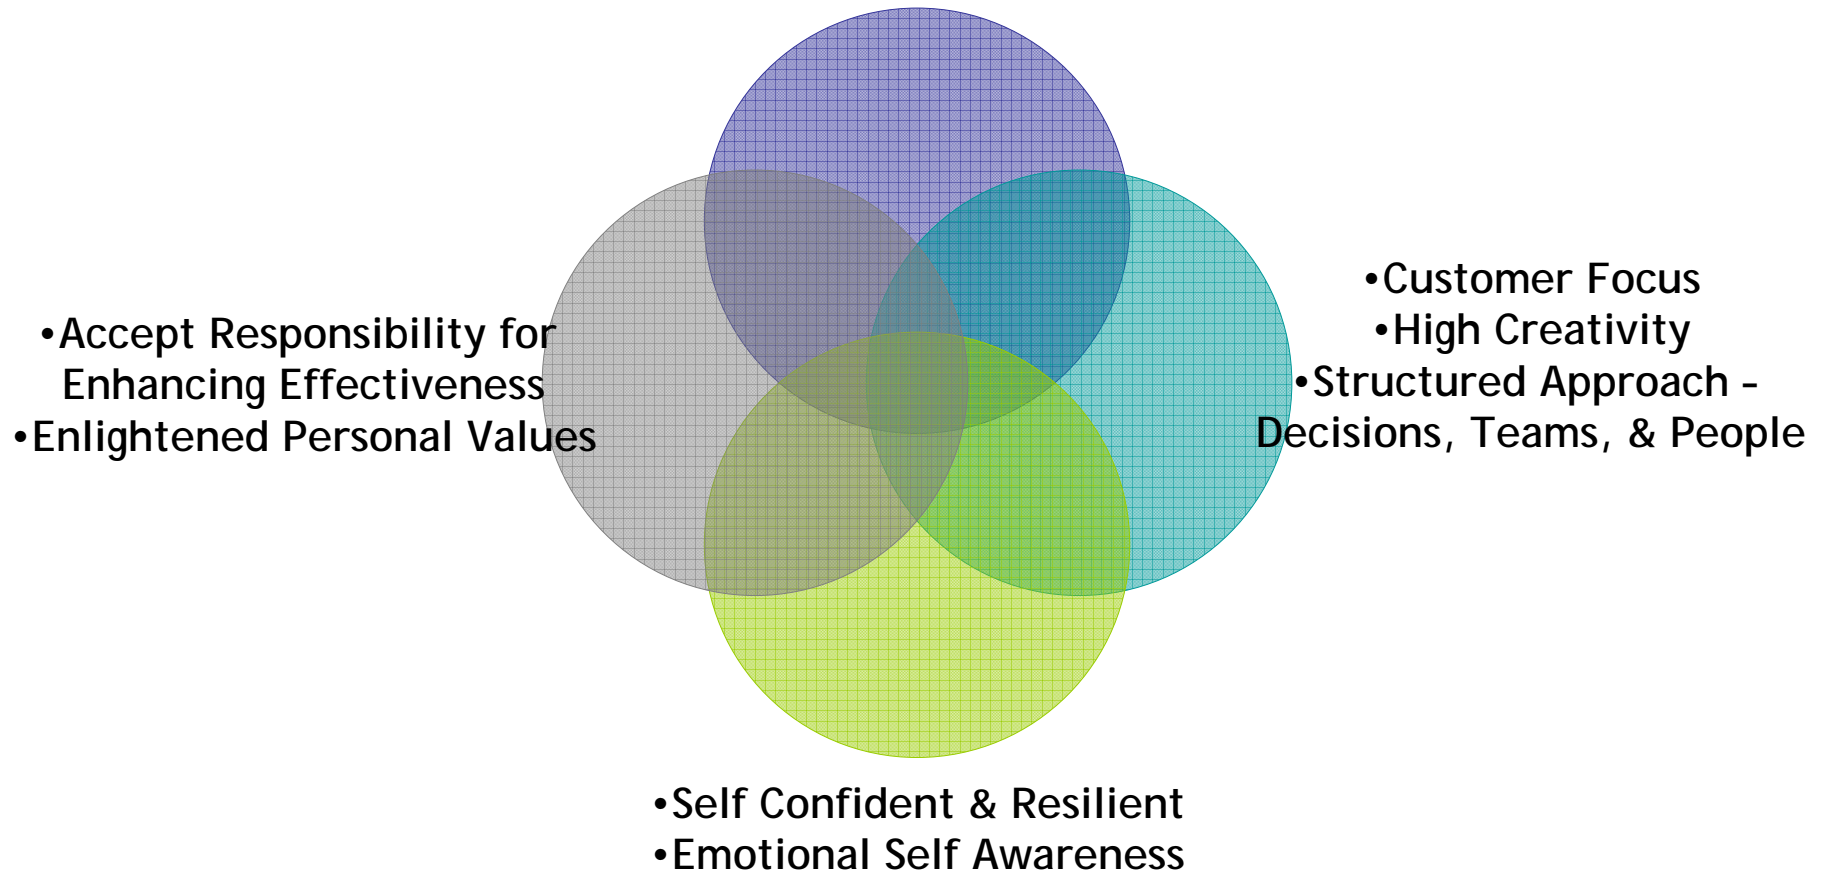 •Customer Focus
•High Creativity
•Structured Approach –
Decisions, Teams, & People
•Accept Responsibility for
Enhancing Effectiveness
•Enlightened Personal Values
•Self Confident & Resilient
•Emotional Self Awareness